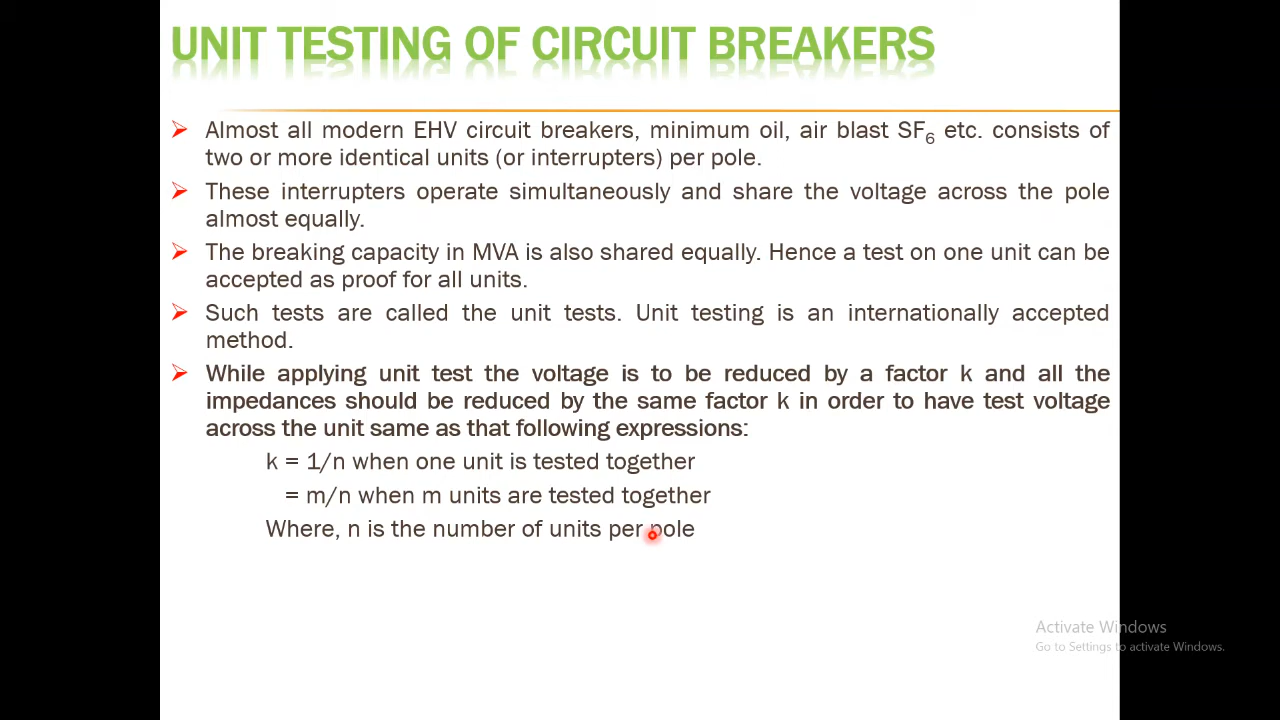 UNIT TESTING OF CIRCUIT BREAKERS
Almost all modern EHV circuit breakers, minimum oil, air blast SF6 etc. consists of
two or more identical units (or interrupters) per pole.
These interrupters operate simultaneously and share the voltage across the pole
almost equally.
The breaking capacity in MVA is also shared equally. Hence a test on one unit can be
accepted as proof for all units.
Such tests are called the unit tests. Unit testing is an internationally accepted
method.
While applying unit test the voltage is to be reduced by a factor k and all the
impedances should be reduced by the same factor k in order to have test voltage
across the unit same as that following expressions:
k = 1/n when one unit is tested together
= m/n when m units are tested together
Where, n is the number of units per pole
Activate Windows
Go to Settings to activate Windows.